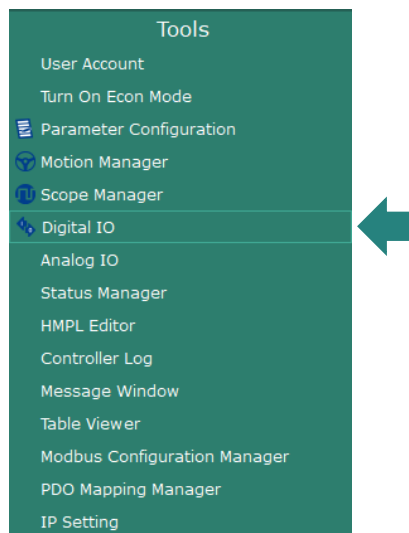 Tools
User Account
Turn On Econ Mode
Parameter Configuration
Motion Manager
Scope Manager
Digital IO
Analog IO
Status Manager
HMPL Editor
Controller Log
Message Window
Table Viewer
Modbus Configuration Manager
PDO Mapping Manager
IP Setting